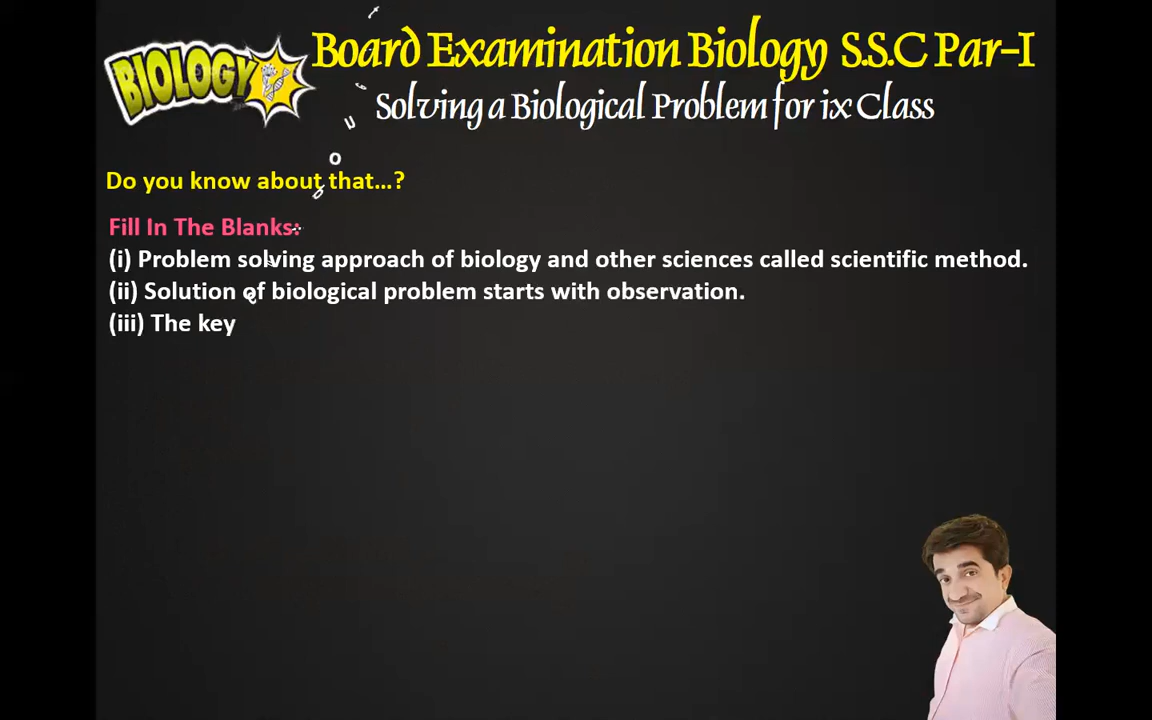 BIOLOGY
Board Examination Biology S.S.C Par-I
Solving a Biological Problem for ix Class
Do you know about that...?
Fill In The Blanks:
(i) Problem solving approach of biology and other sciences called scientific method.
(ii) Solution of biological problem starts with observation.
(iii) The key